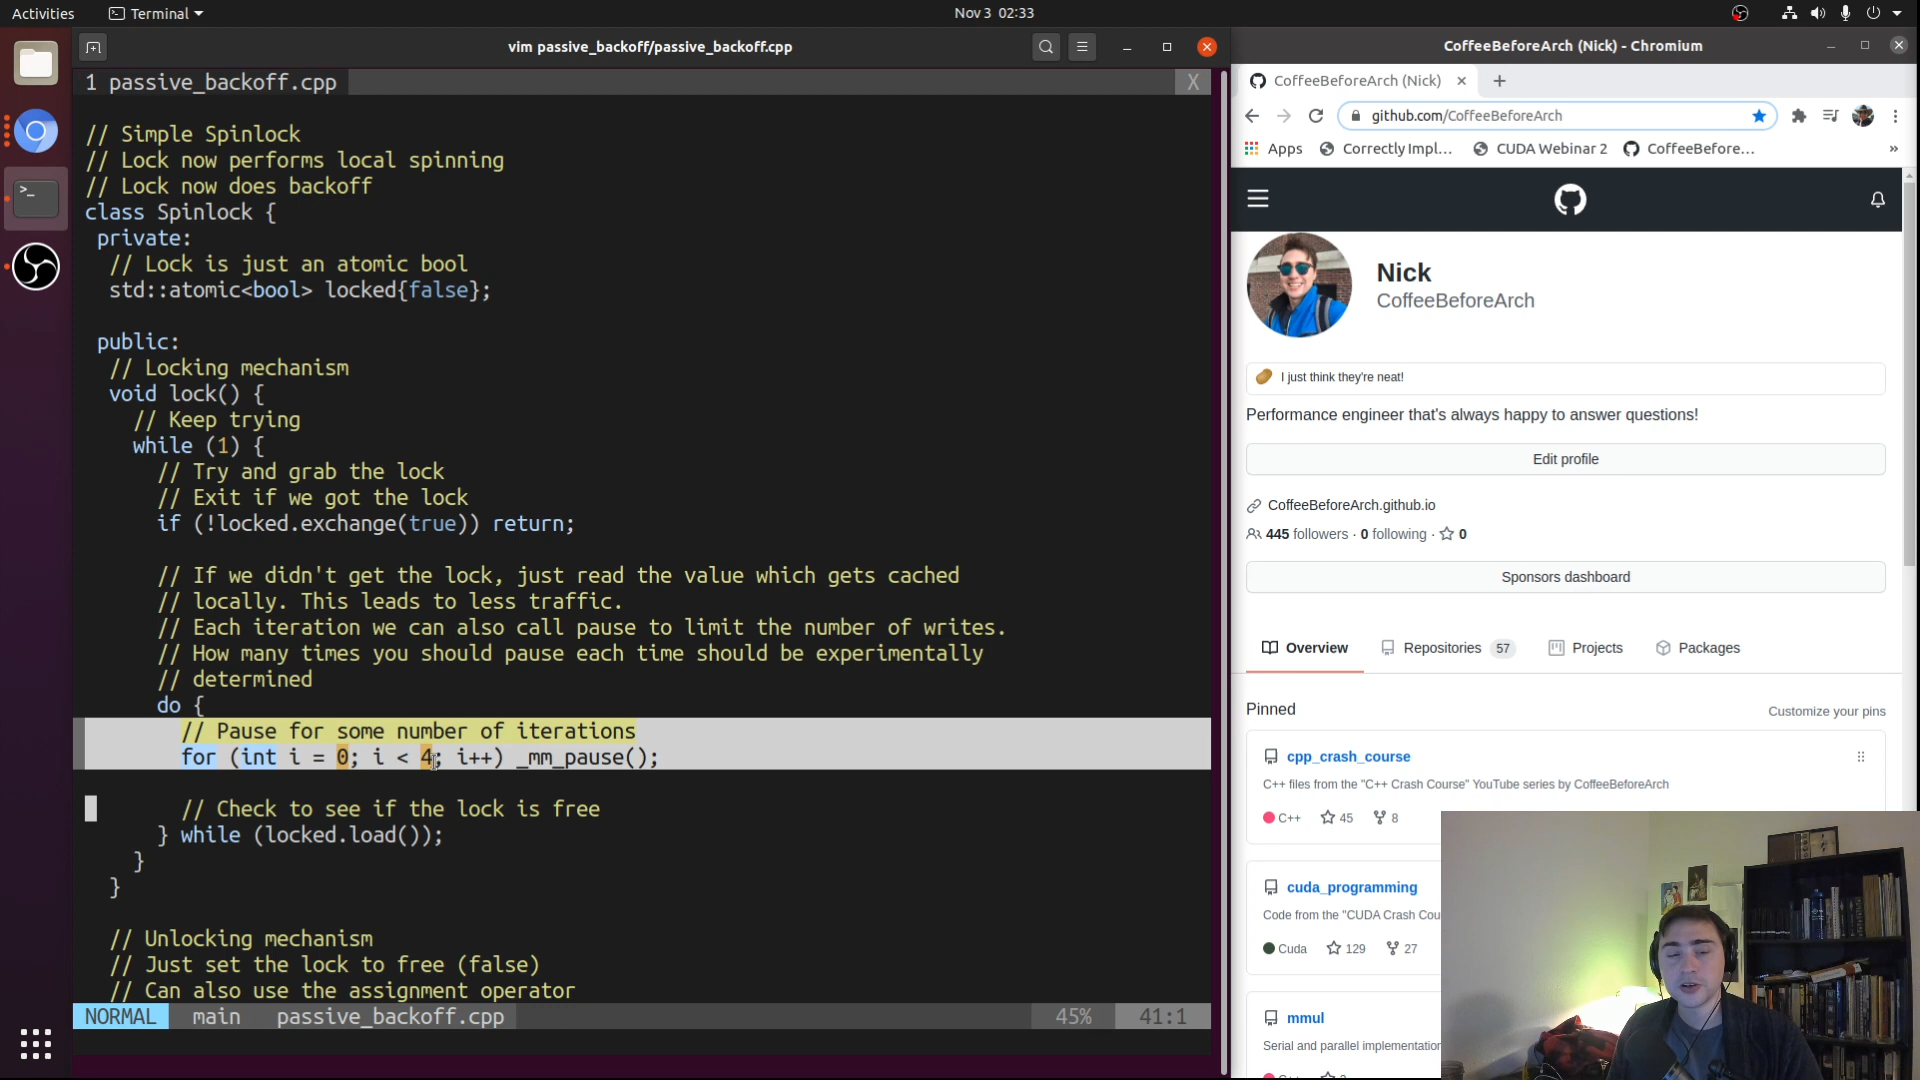 Activities
Terminal
Nov 3 02:33
vim passive_backoff/passive_backoff.cpp
1 passive_backoff.cpp
X
// Simple Spinlock
// Lock now performs local spinning
// Lock now does backoff
class Spinlock {
private:
// Lock is just an atomic bool
std::atomic<bool> locked{false};
public:
// Locking mechanism
void lock() {
// Keep trying
while (1) {
// Try and grab the lock
// Exit if we got the lock
if (!locked.exchange(true)) return;
// If we didn't get the lock, just read the value which gets cached
// locally. This leads to less traffic.
// Each iteration we can also call pause to limit the number of writes.
// How many times you should pause each time should be experimentally
// determined
do {
// Pause for some number of iterations
for (int i = 0; i < 4; i++) _mm_pause();
// Check to see if the lock is free
} while (locked.load());
}
}
// Unlocking mechanism
// Just set the lock to free (false)
// Can also use the assignment operator
NORMAL main passive_backoff.cpp 45% 41:1
CoffeeBeforeArch (Nick) - Chromium
CoffeeBeforeArch (Nick)
github.com/CoffeeBeforeArch
Apps
Correctly Impl...
CUDA Webinar 2
CoffeeBefore...
»
Nick
CoffeeBeforeArch
I just think they're neat!
Performance engineer that's always happy to answer questions!
Edit profile
CoffeeBeforeArch.github.io
445 followers · 0 following · 0
Sponsors dashboard
Overview
Repositories 57
Projects
Packages
Pinned
Customize your pins
cpp_crash_course
C++ files from the "C++ Crash Course" YouTube series by CoffeeBeforeArch
C++ 45 8
cuda_programming
Code from the "CUDA Crash Cou
Cuda 129 27
mmul
Serial and parallel implementation